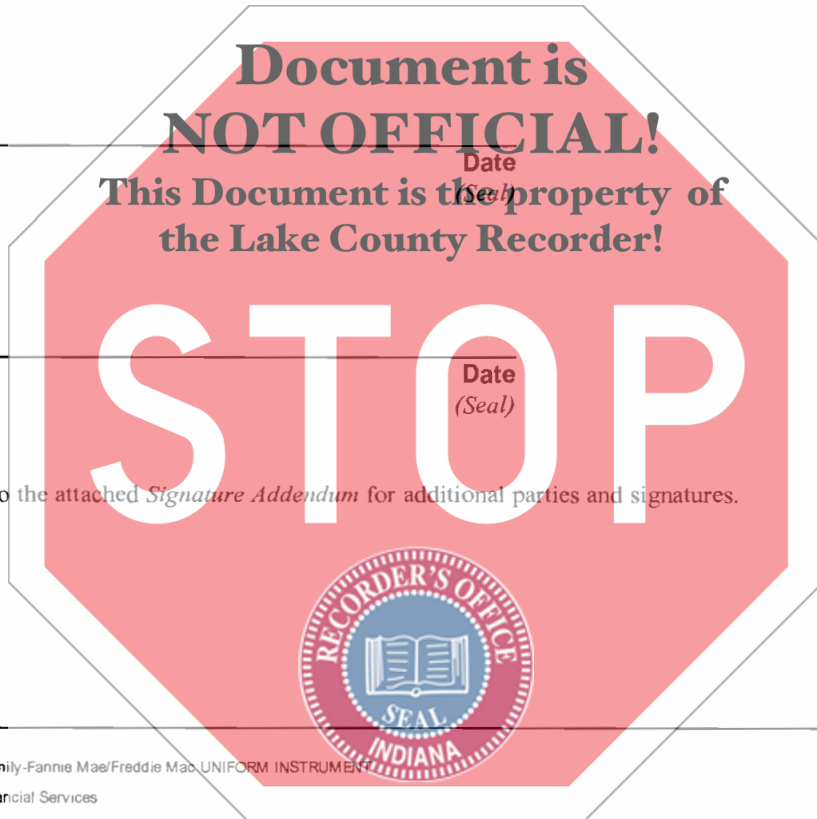 Document is
NOT OFFICIAL!
Date
This Document is the property of
(Seal)
the Lake County Recorder!
STOP
Date
(Seal)
the attached Signature Addendum for additional parties and signatures.
RECORDER'S OFFICE
SEAL
INDIANA
Fannie Mae/Freddie Mac UNIFORM INSTRUMENT
Services